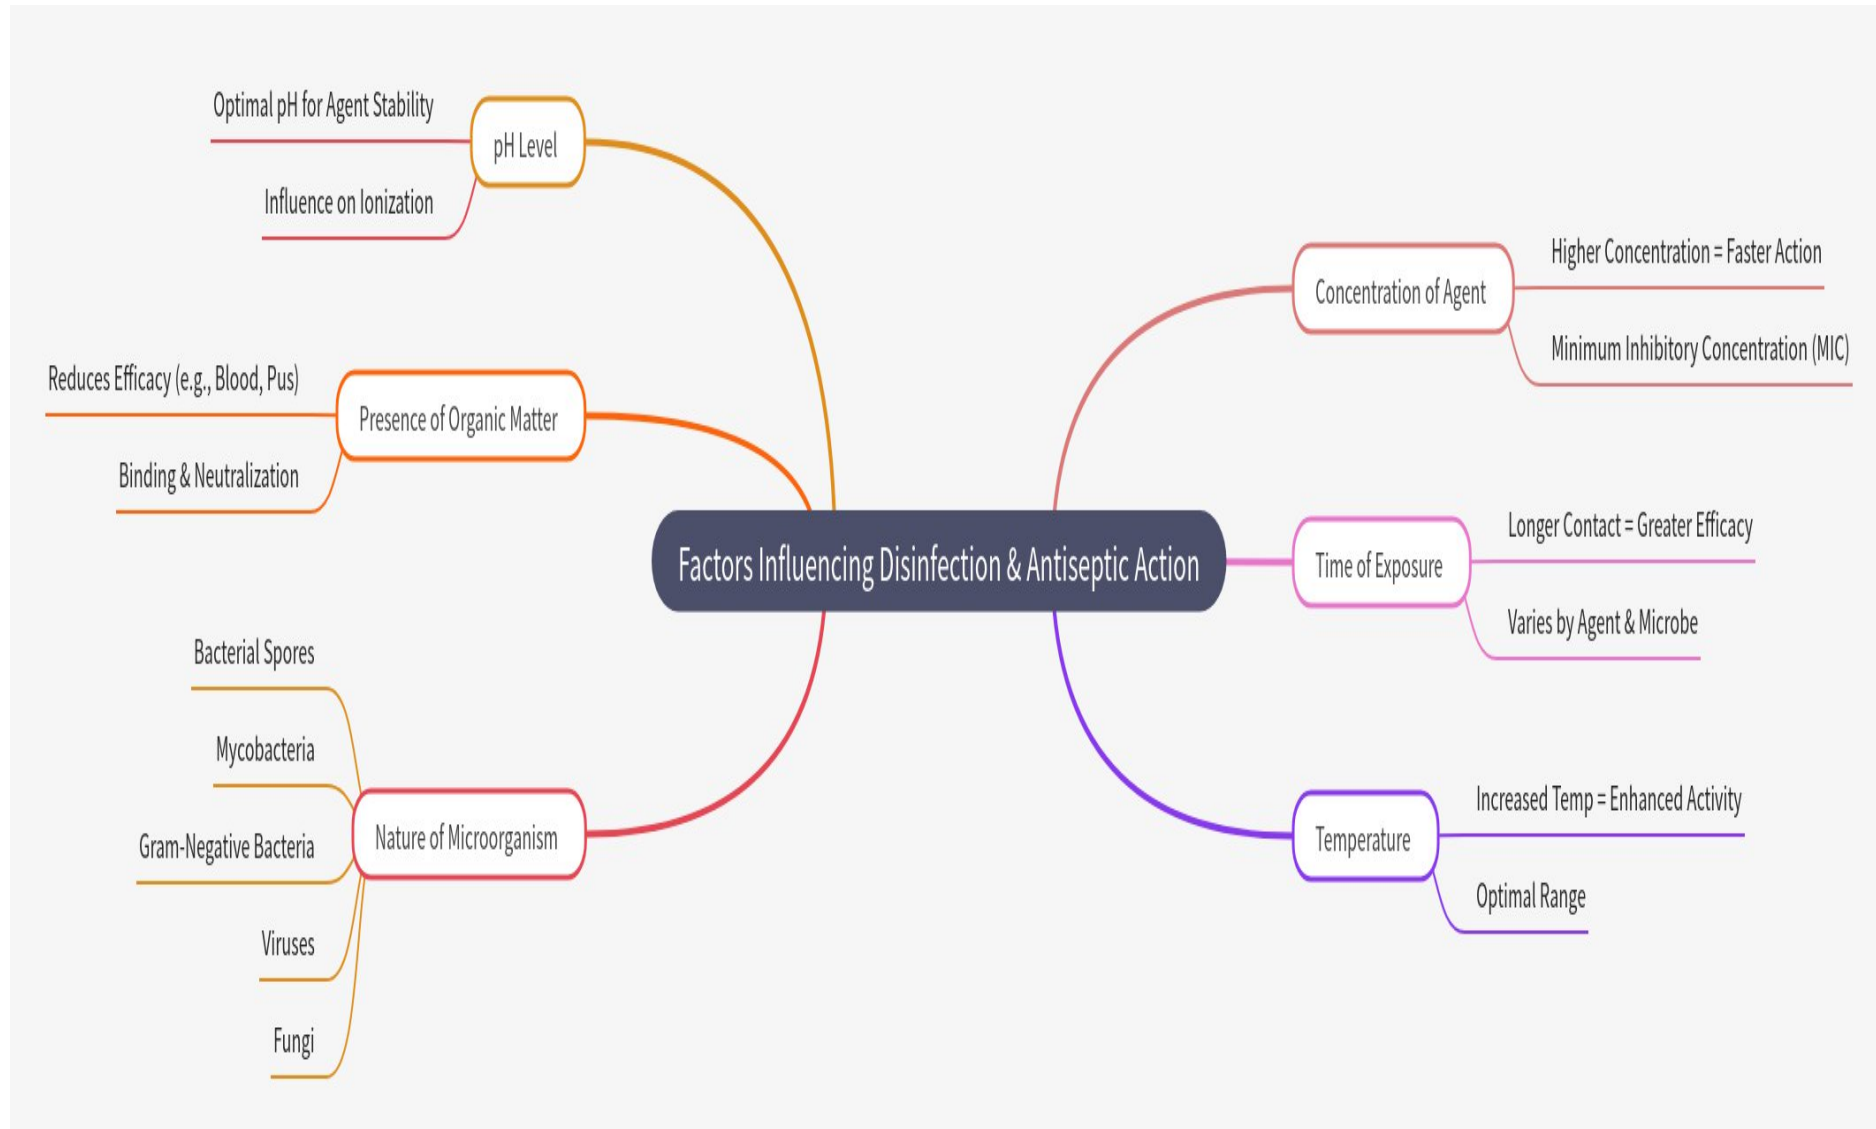 Factors Influencing Disinfection & Antiseptic Action
pH Level
Optimal pH for Agent Stability
Influence on Ionization
Presence of Organic Matter
Reduces Efficacy (e.g., Blood, Pus)
Binding & Neutralization
Nature of Microorganism
Bacterial Spores
Mycobacteria
Gram-Negative Bacteria
Viruses
Fungi
Concentration of Agent
Higher Concentration = Faster Action
Minimum Inhibitory Concentration (MIC)
Time of Exposure
Longer Contact = Greater Efficacy
Varies by Agent & Microbe
Temperature
Increased Temp = Enhanced Activity
Optimal Range